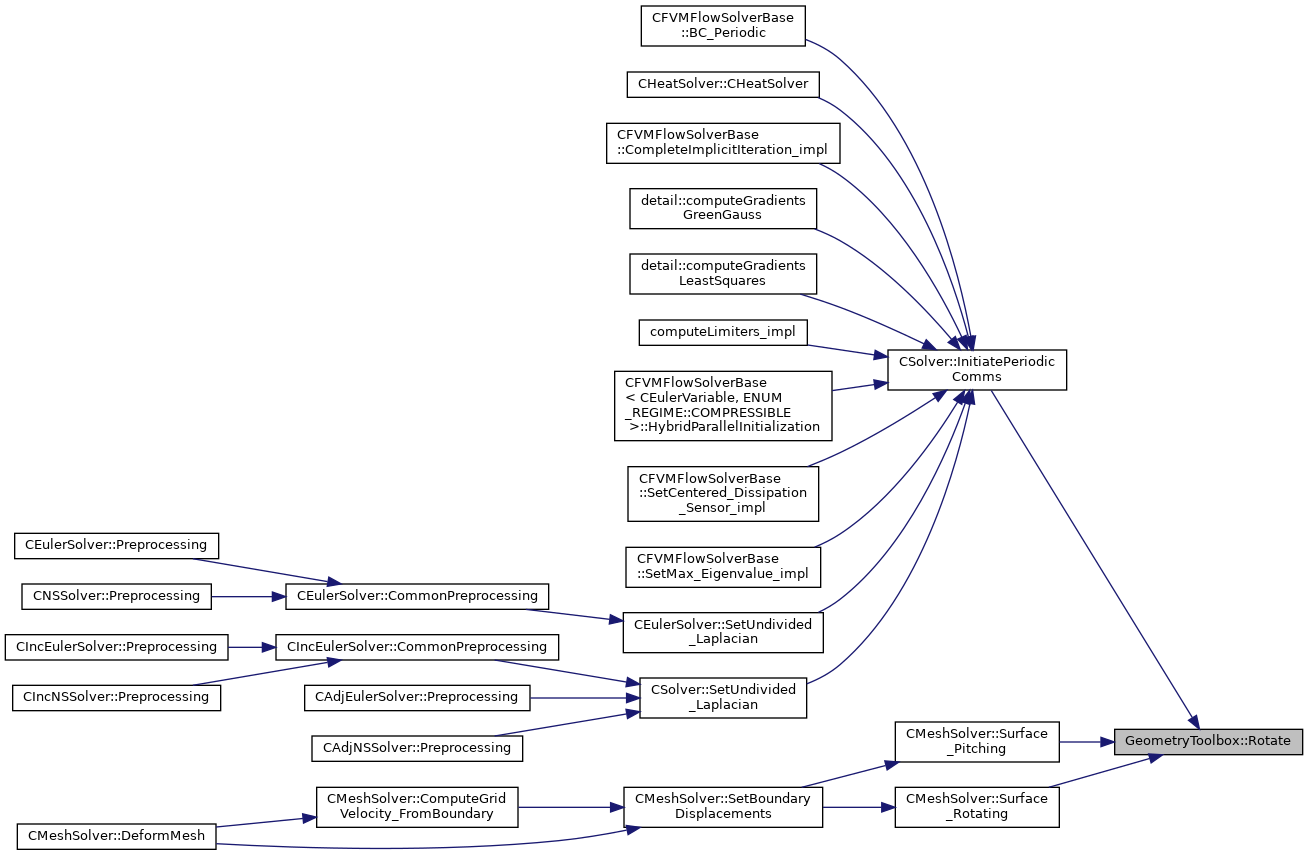 CFVMFlowSolverBase
::BC_Periodic
CHeatSolver::CHeatSolver
CFVMFlowSolverBase
::CompleteImplicitIteration_impl
detail::computeGradients
GreenGauss
detail::computeGradients
LeastSquares
computeLimiters_impl
CSolver::InitiatePeriodic
Comms
CFVMFlowSolverBase
< CEulerVariable, ENUM
_REGIME::COMPRESSIBLE
>::HybridParallelInitialization
CFVMFlowSolverBase
::SetCentered_Dissipation
_Sensor_impl
CFVMFlowSolverBase
::SetMax_Eigenvalue_impl
CEulerSolver::Preprocessing
CNSSolver::Preprocessing
CEulerSolver::CommonPreprocessing
CEulerSolver::SetUndivided
_Laplacian
CIncEulerSolver::Preprocessing
CIncEulerSolver::CommonPreprocessing
CIncNSSolver::Preprocessing
CAdjEulerSolver::Preprocessing
CSolver::SetUndivided
_Laplacian
CAdjNSSolver::Preprocessing
CMeshSolver::Surface
_Pitching
GeometryToolbox::Rotate
CMeshSolver::ComputeGrid
Velocity_FromBoundary
CMeshSolver::SetBoundary
Displacements
CMeshSolver::Surface
_Rotating
CMeshSolver::DeformMesh